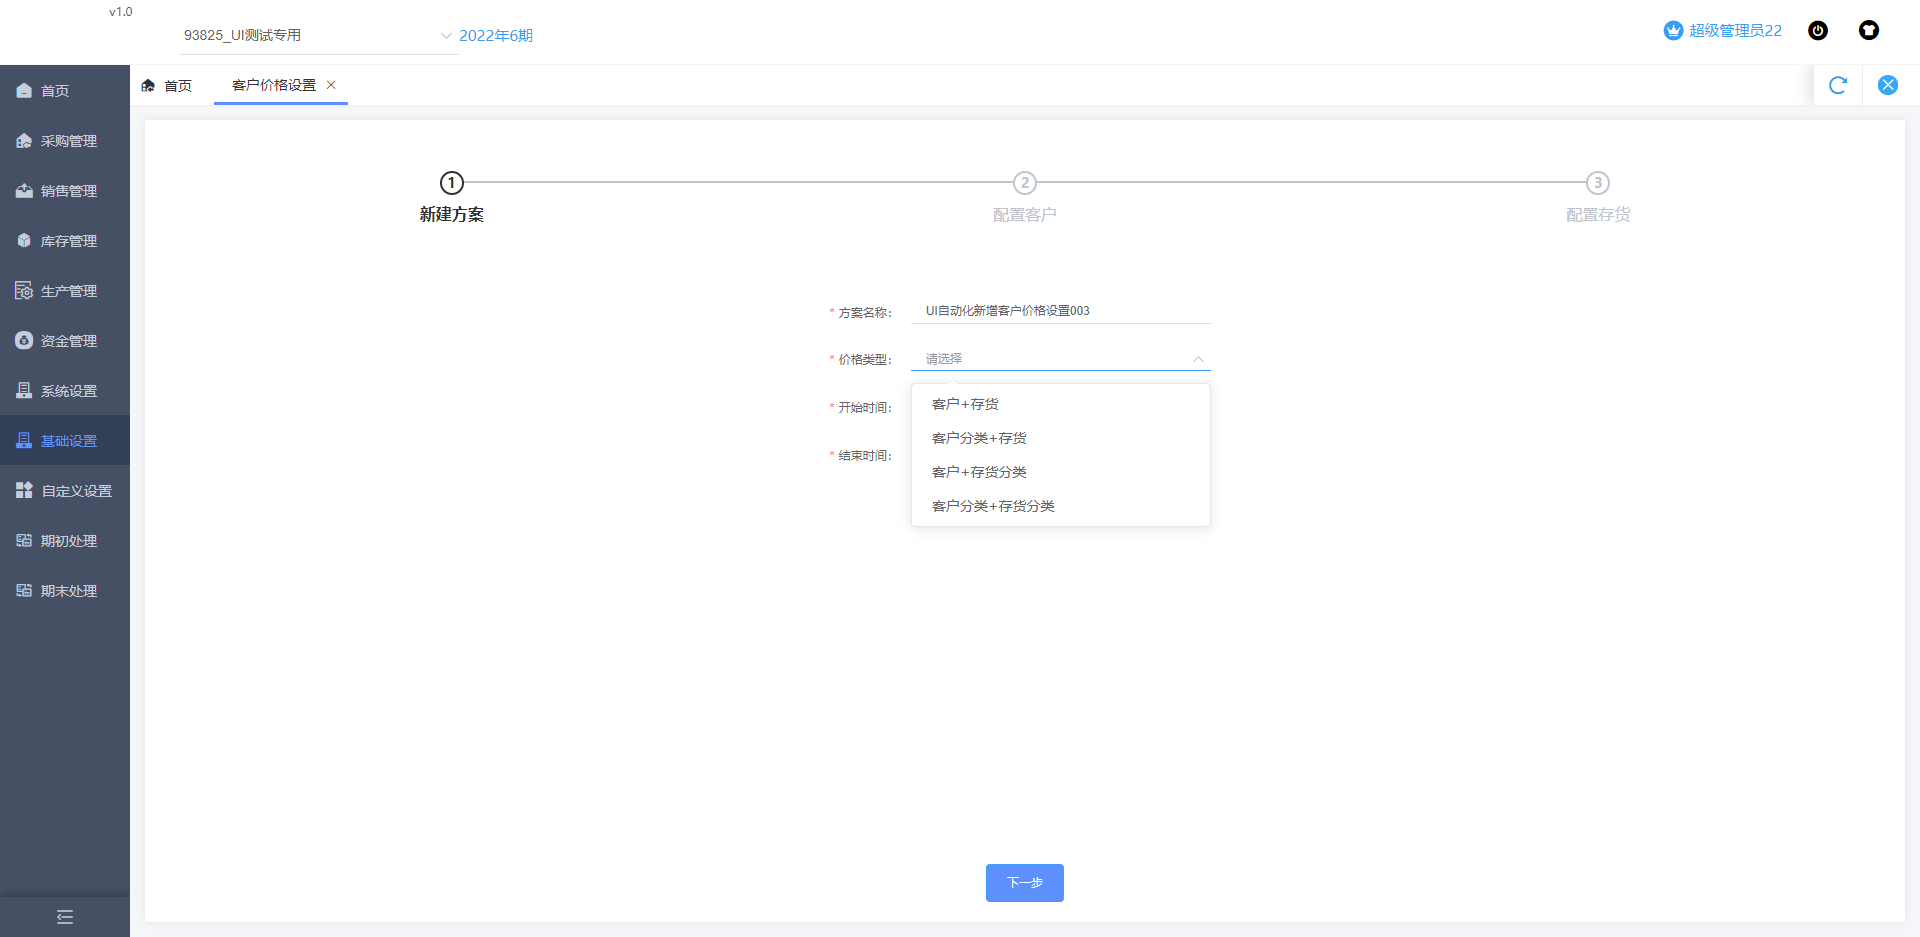 v1.0
93825_UI测试专用
2022年6期
超级管理员22
首页
客户价格设置
首页
采购管理
销售管理
库存管理
生产管理
资金管理
系统设置
基础设置
自定义设置
期初处理
期末处理
1
2
3
新建方案
配置客户
配置存货
* 方案名称:
UI自动化新增客户价格设置003
* 价格类型:
请选择
* 开始时间:
* 结束时间:
客户+存货
客户分类+存货
客户+存货分类
客户分类+存货分类
下一步